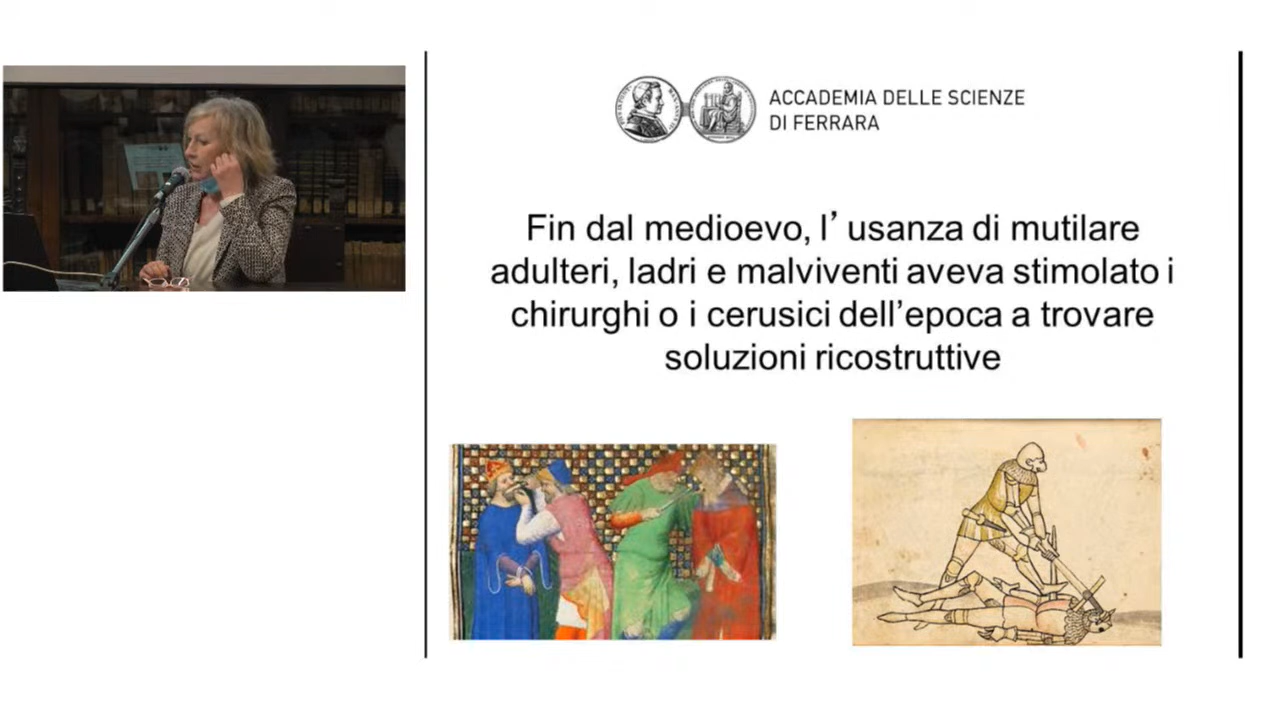 ACCADEMIA DELLE SCIENZE
DI FERRARA
Fin dal medioevo, l’ usanza di mutilare
adulteri, ladri e malviventi aveva stimolato i
chirurghi o i cerusici dell’epoca a trovare
soluzioni ricostruttive